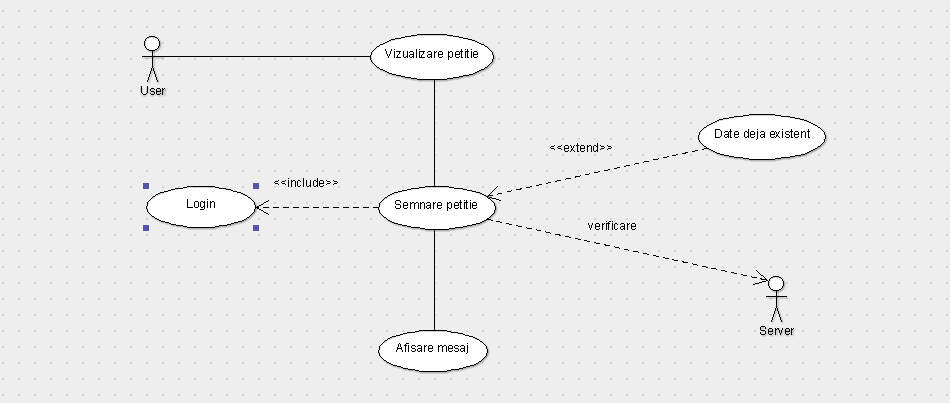 Vizualizare petitie
User
Date deja existent
<<extend>>
<<include>>
Login
Semnare petitie
verificare
Server
Afisare mesaj